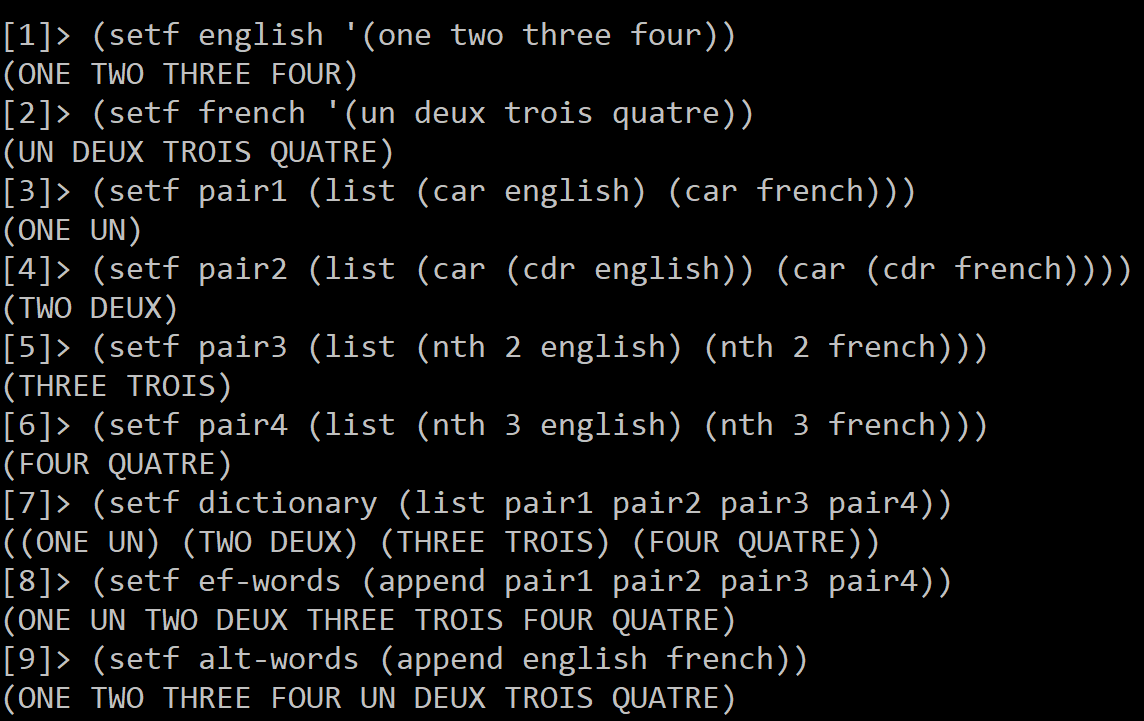 [1]> (setf english '(one two three four))
(ONE TWO THREE FOUR)
[2]> (setf french '(un deux trois quatre))
(UN DEUX TROIS QUATRE)
[3]> (setf pair1 (list (car english) (car french)))
(ONE UN)
[4]> (setf pair2 (list (car (cdr english)) (car (cdr french))))
(TWO DEUX)
[5]> (setf pair3 (list (nth 2 english) (nth 2 french)))
(THREE TROIS)
[6]> (setf pair4 (list (nth 3 english) (nth 3 french)))
(FOUR QUATRE)
[7]> (setf dictionary (list pair1 pair2 pair3 pair4))
((ONE UN) (TWO DEUX) (THREE TROIS) (FOUR QUATRE))
[8]> (setf ef-words (append pair1 pair2 pair3 pair4))
(ONE UN TWO DEUX THREE TROIS FOUR QUATRE)
[9]> (setf alt-words (append english french))
(ONE TWO THREE FOUR UN DEUX TROIS QUATRE)